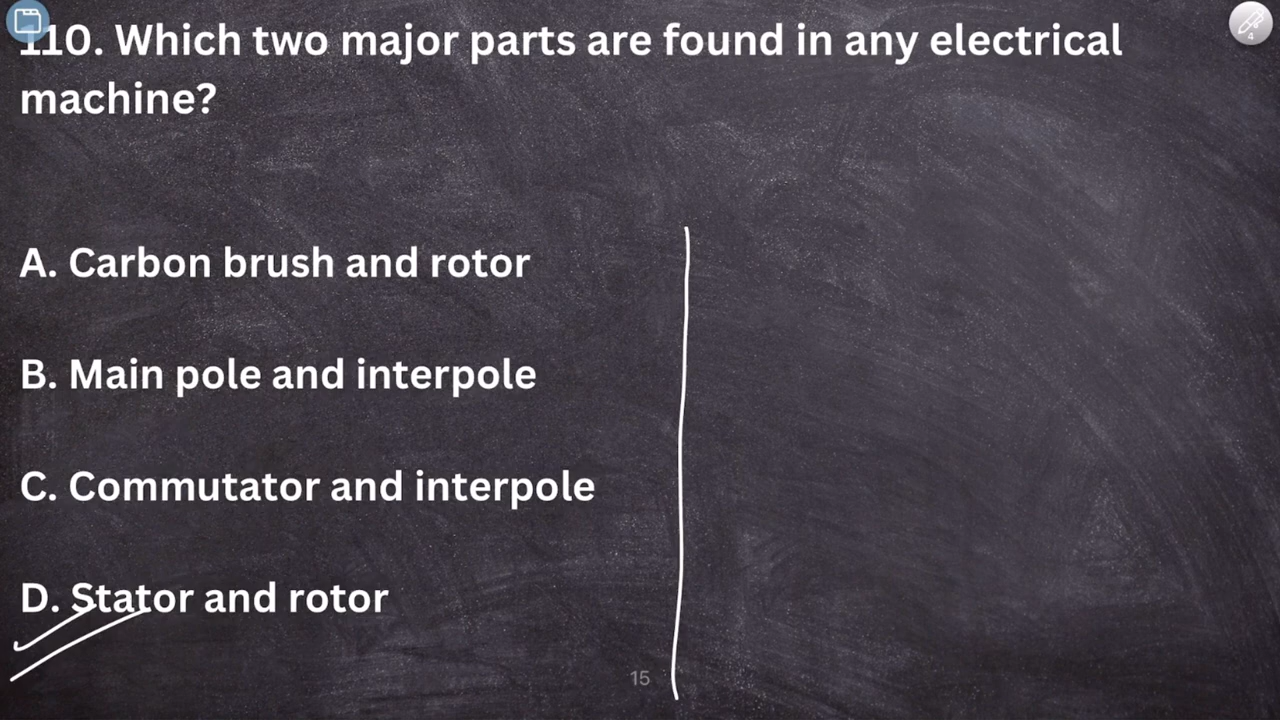 110. Which two major parts are found in any electrical
machine?
A. Carbon brush and rotor
B. Main pole and interpole
C. Commutator and interpole
D. Stator and rotor
15
4